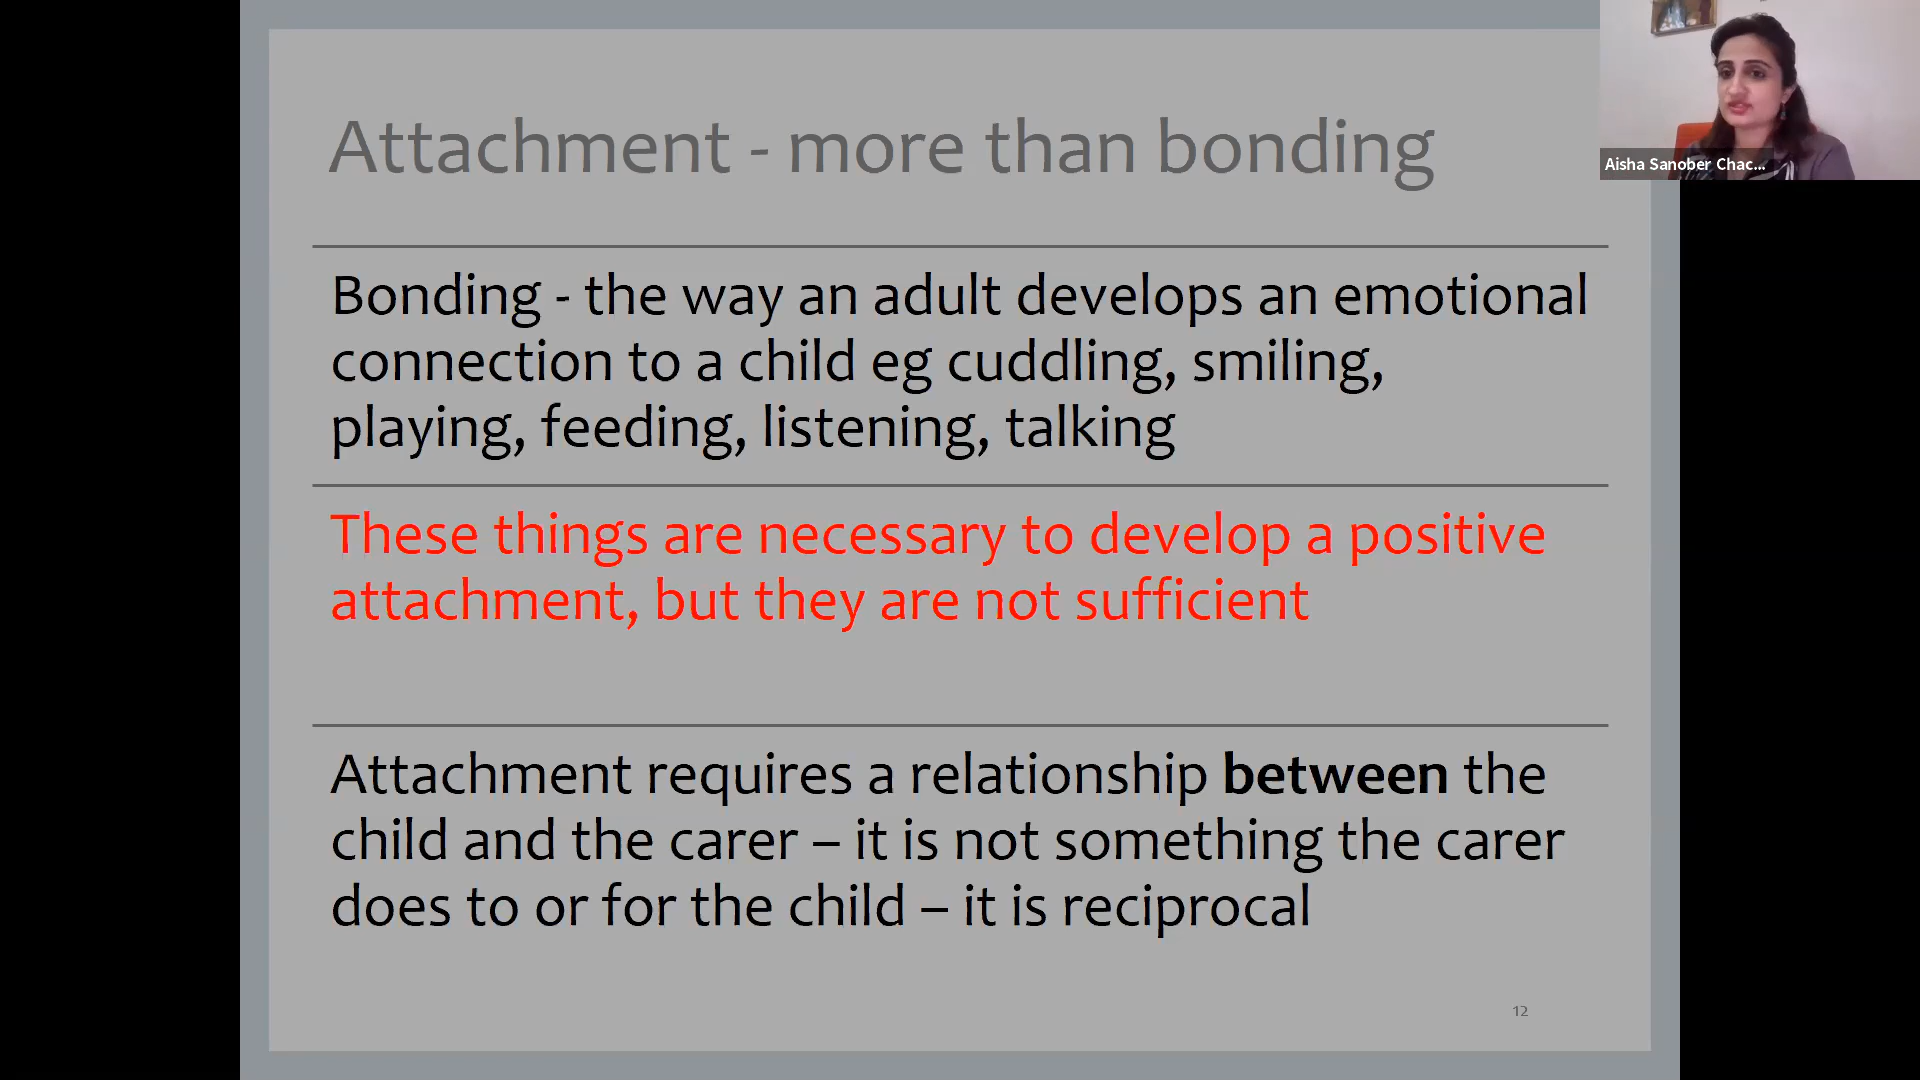 Attachment - more than bonding
Aisha Sanober Chac...
Bonding - the way an adult develops an emotional
connection to a child eg cuddling, smiling,
playing, feeding, listening, talking
These things are necessary to develop a positive
attachment, but they are not sufficient
Attachment requires a relationship between the
child and the carer – it is not something the carer
does to or for the child – it is reciprocal
12